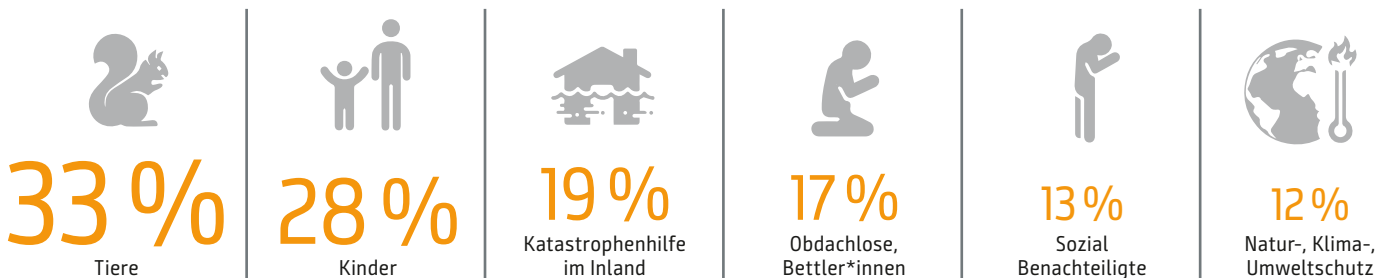 33 %
Tiere
28 %
Kinder
19 %
Katastrophenhilfe
im Inland
17 %
Obdachlose,
Bettler*innen
13 %
Sozial
Benachteiligte
12 %
Natur-, Klima-,
Umweltschutz